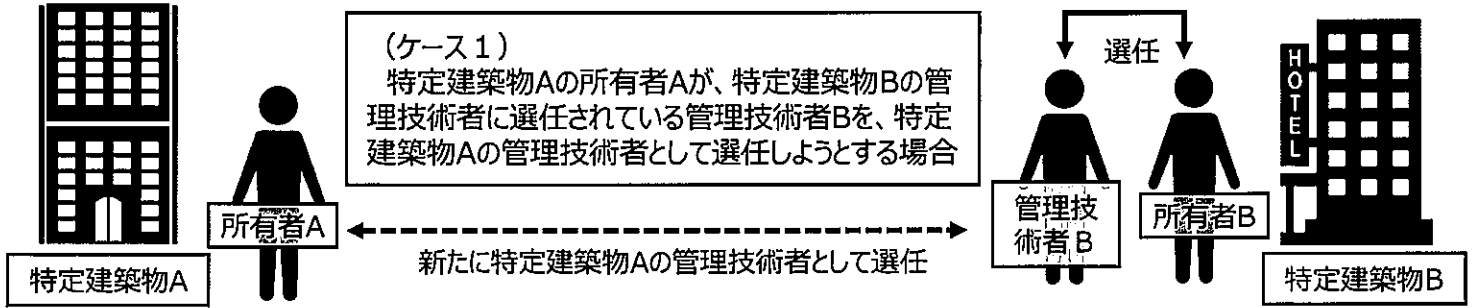 (ケース1)
特定建築物Aの所有者Aが、特定建築物Bの管
理技術者に選任されている管理技術者Bを、特定
建築物Aの管理技術者として選任しようとする場合
選任
HOTEL
所有者A
管理技
術者B
所有者B
新たに特定建築物Aの管理技術者として選任
特定建築物A
特定建築物B